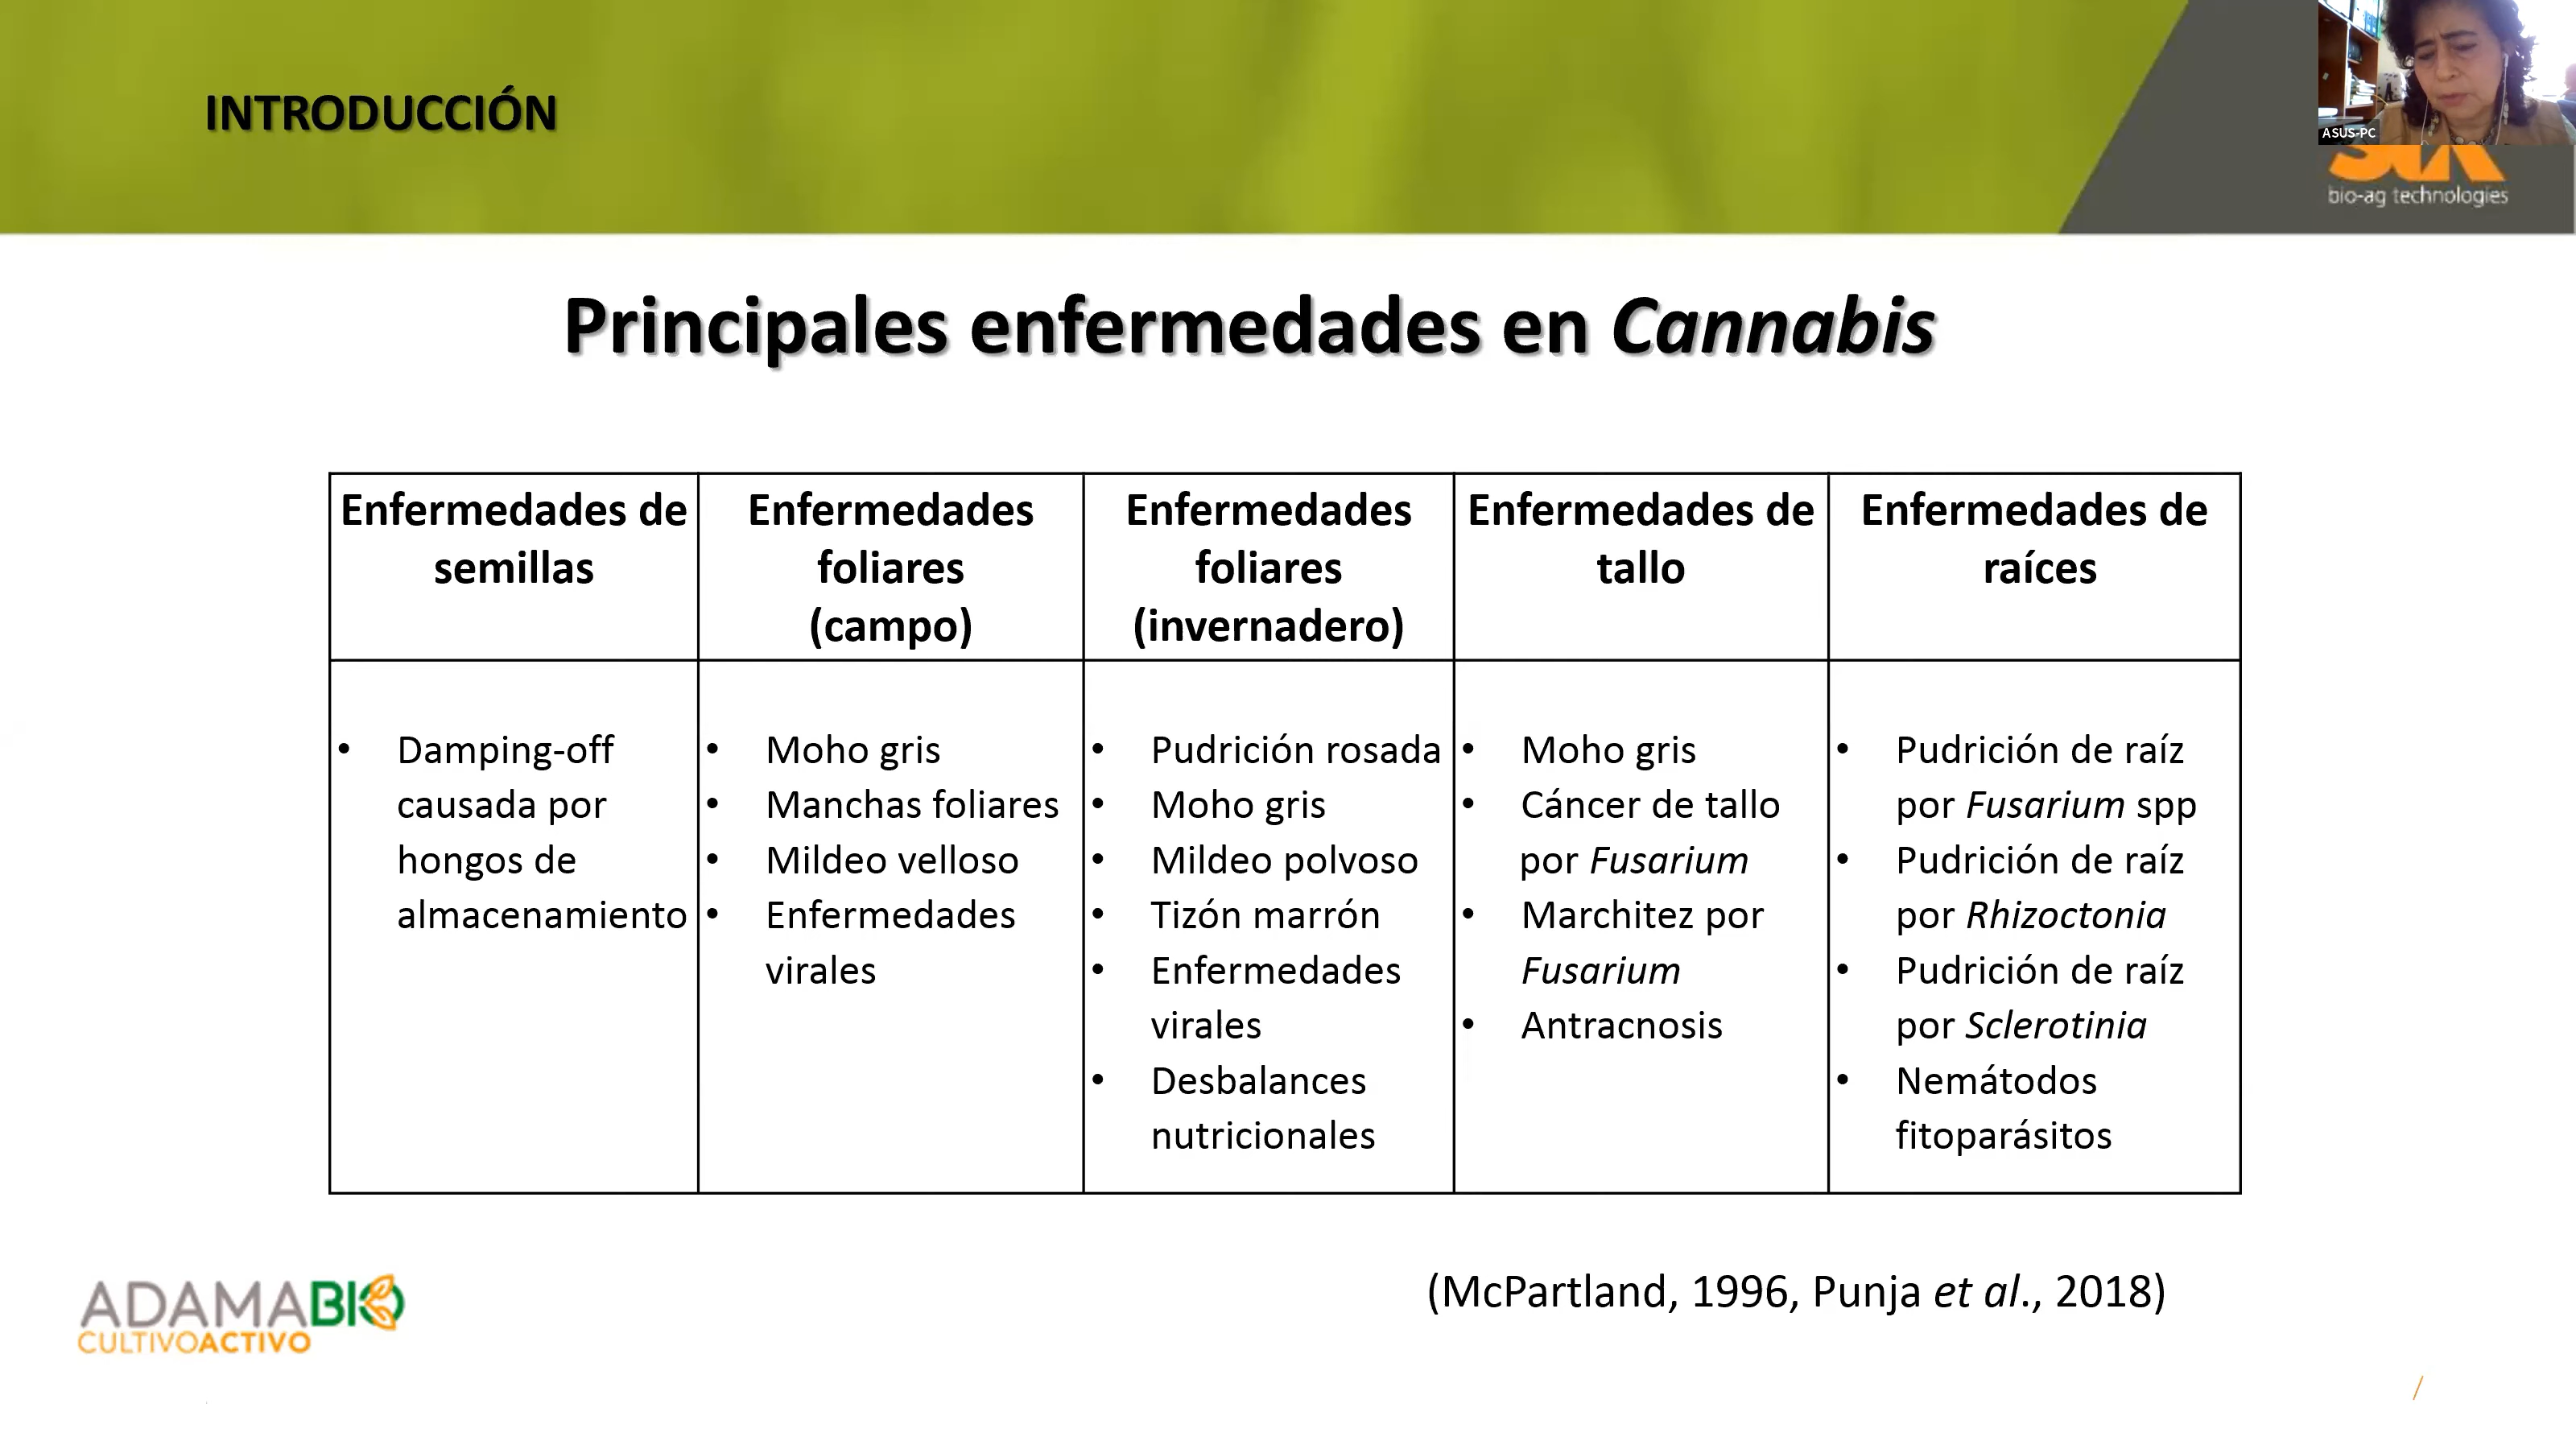 INTRODUCCIÓN
ASUS-PC
bio-ag technologies
Principales enfermedades en Cannabis
Enfermedades de
semillas
Enfermedades
foliares
(campo)
Enfermedades
foliares
(invernadero)
Enfermedades de
tallo
Enfermedades de
raíces
• Damping-off
causada por
hongos de
almacenamiento
• Moho gris
• Manchas foliares
• Mildeo velloso
• Enfermedades
virales
• Pudrición rosada
• Moho gris
• Mildeo polvoso
• Tizón marrón
• Enfermedades
virales
• Desbalances
nutricionales
• Moho gris
• Cáncer de tallo
por Fusarium
• Marchitez por
Fusarium
• Antracnosis
• Pudrición de raíz
por Fusarium spp
• Pudrición de raíz
por Rhizoctonia
• Pudrición de raíz
por Sclerotinia
• Nemátodos
fitoparásitos
(McPartland, 1996, Punja et al., 2018)
ADAMABIO
CULTIVOACTIVO
/